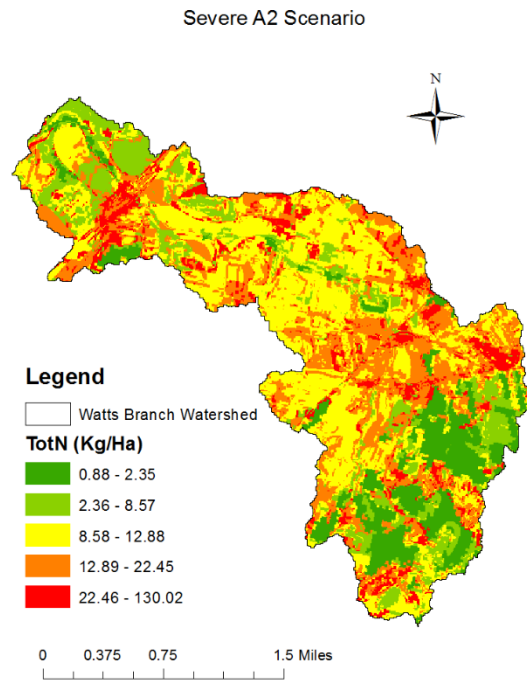 Severe A2 Scenario
N
Legend
Watts Branch Watershed
TotN (Kg/Ha)
0.88 - 2.35
2.36 - 8.57
8.58 - 12.88
12.89 - 22.45
22.46 - 130.02
0 0.375 0.75 1.5 Miles